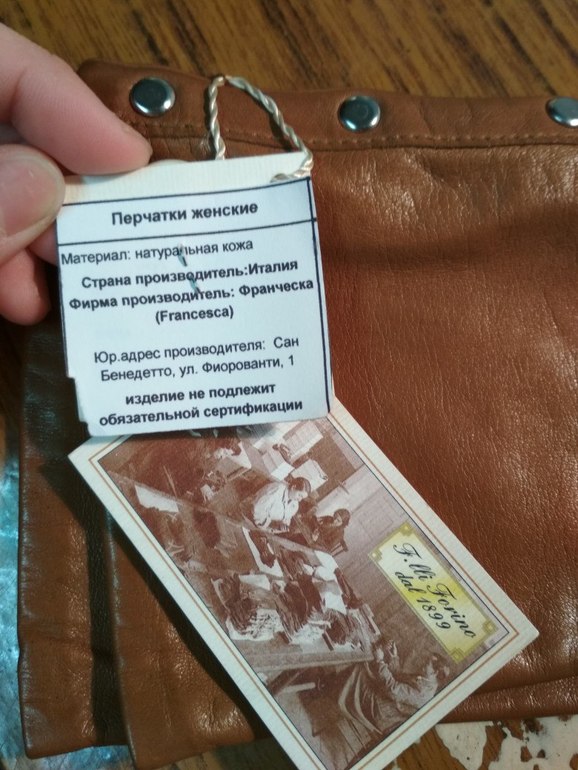 Перчатки женские
Материал: натуральная кожа
Страна производитель:Италия
Фирма производитель: Франческа
(Francesca)
Юр.адрес производителя: Сан
Бенедетто, ул. Фиорованти, 1
изделие не подлежит
обязательной сертификации
F.lli Forino
dal 1899